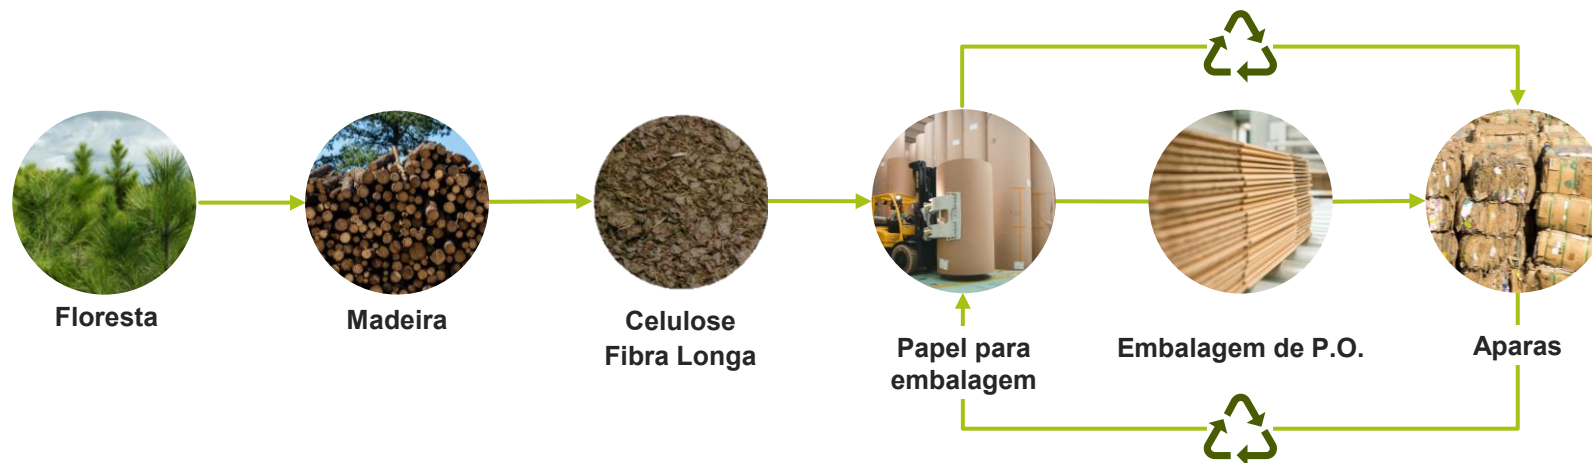 Floresta
Madeira
Celulose
Fibra Longa
Papel para
embalagem
Embalagem de P.O.
Aparas